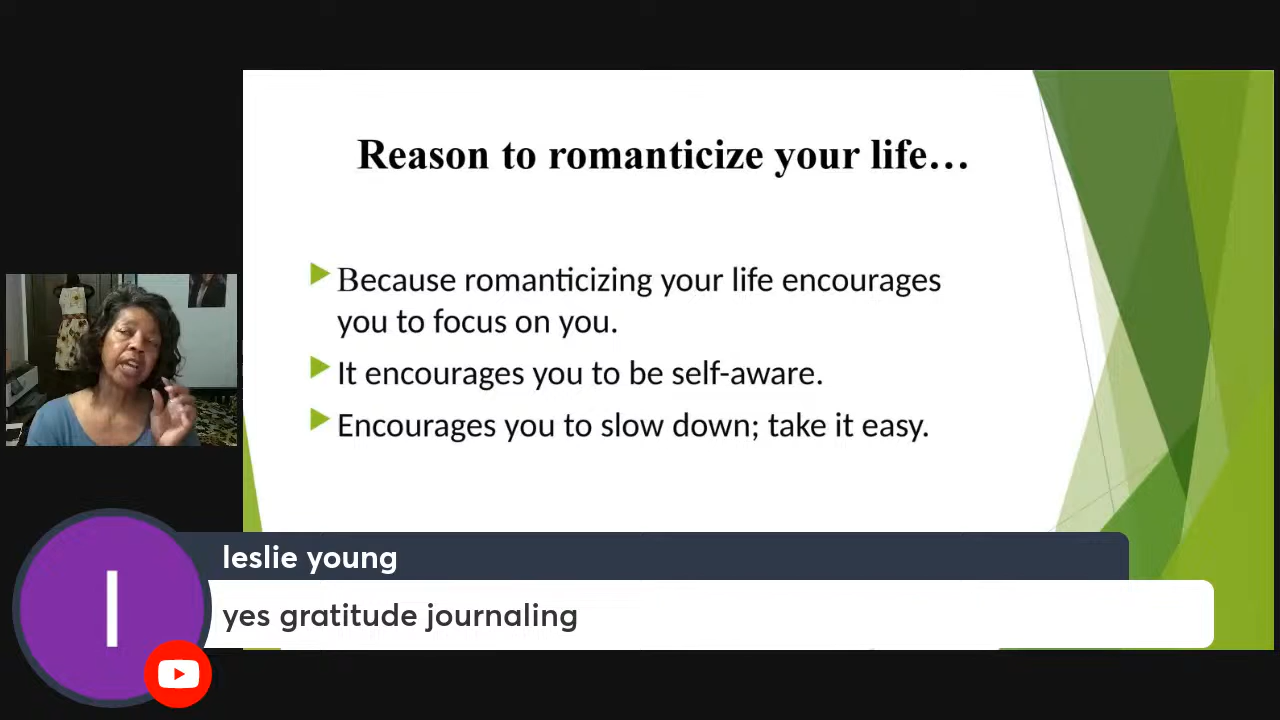 Reason to romanticize your life…
Because romanticizing your life encourages
you to focus on you.
It encourages you to be self-aware.
Encourages you to slow down; take it easy.
l
leslie young
yes gratitude journaling